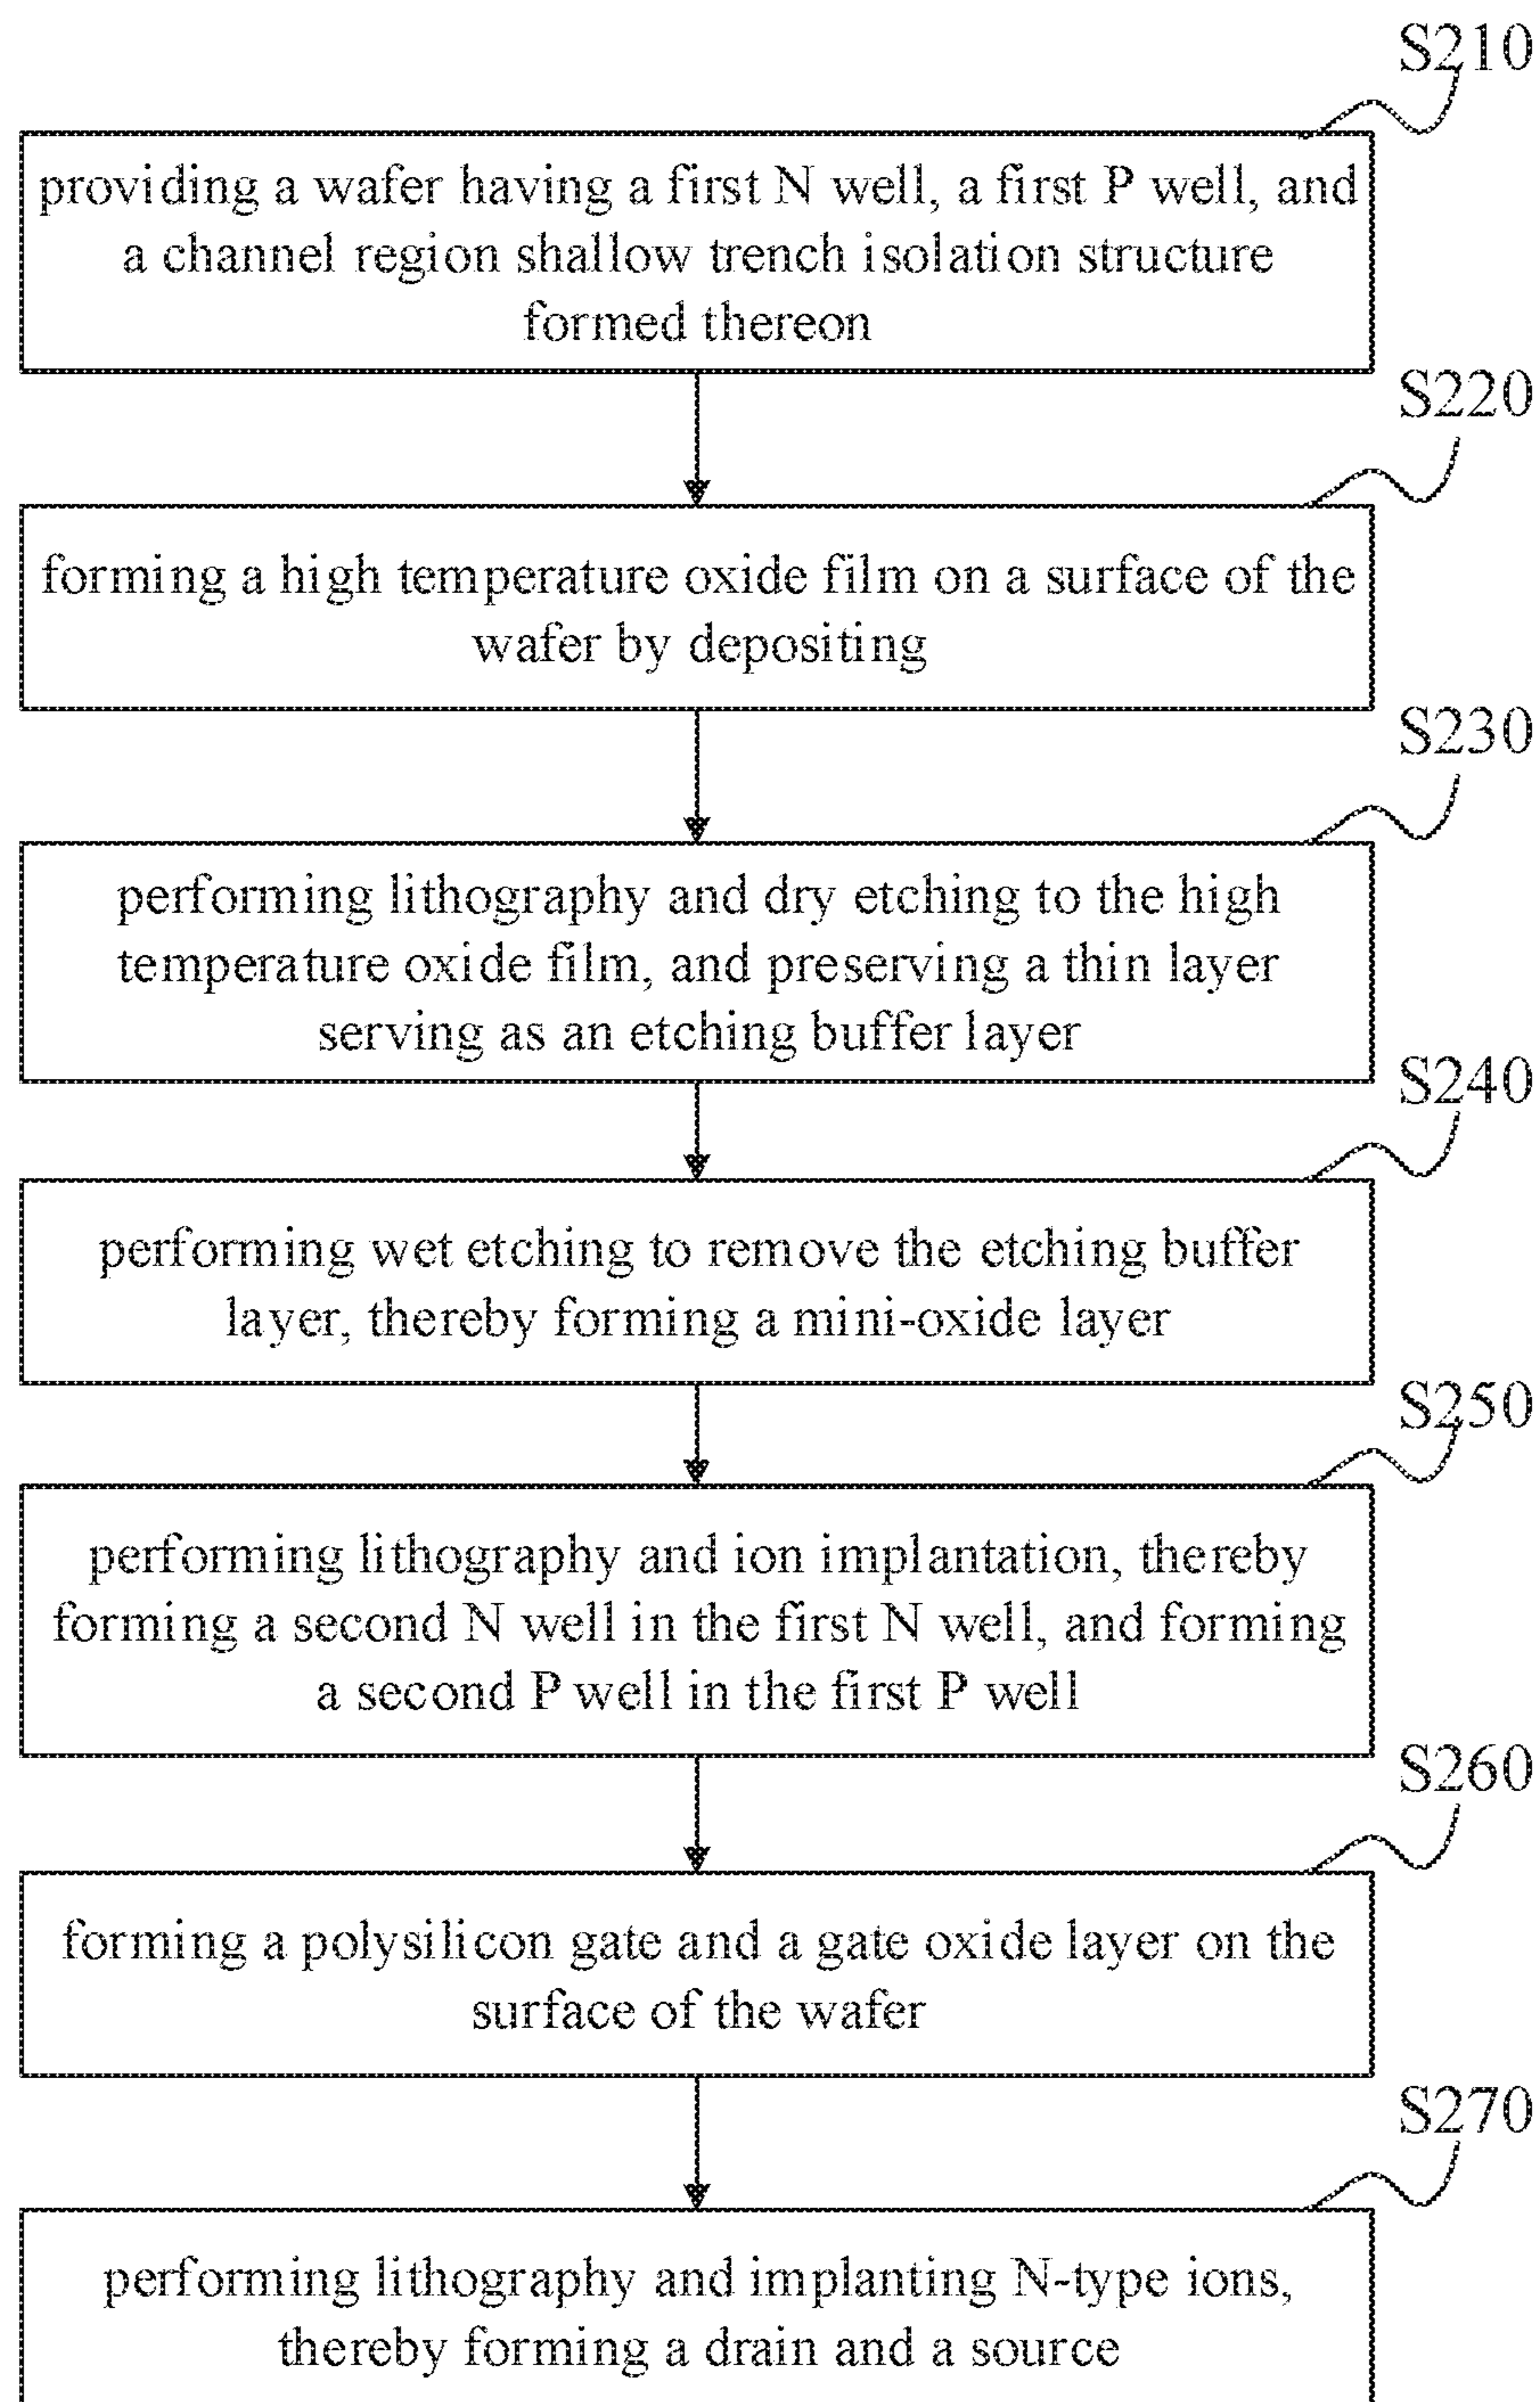 S210
providing a wafer having a first N well, a first P well, and
a channel region shallow trench isolation structure
formed thereon
S220
forming a high temperature oxide film on a surface of the
wafer by depositing
S230
performing lithography and dry etching to the high
temperature oxide film, and preserving a thin layer
serving as an etching buffer layer
S240
performing wet etching to remove the etching buffer
layer, thereby forming a mini-oxide layer
S250
performing lithography and ion implantation, thereby
forming a second N well in the first N well, and forming
a second P well in the first P well
S260
forming a polysilicon gate and a gate oxide layer on the
surface of the wafer
S270
performing lithography and implanting N-type ions,
thereby forming a drain and a source